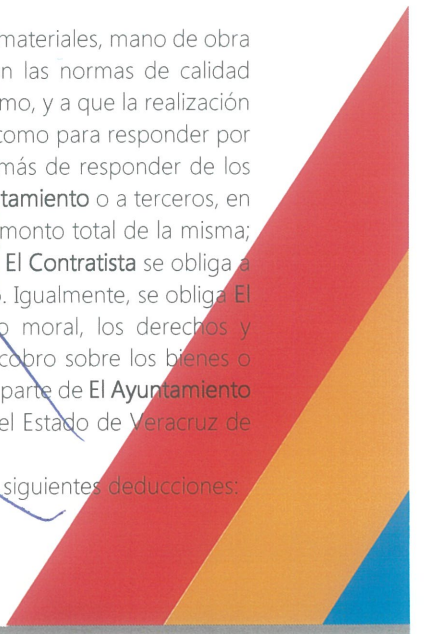 materiales, mano de obra
n las normas de calidad
mo, y a que la realización
como para responder por
más de responder de los
tamiento o a terceros, en
monto total de la misma;
El Contratista se obliga a
o. Igualmente, se obliga El
o moral, los derechos y
cobro sobre los bienes o
parte de El Ayuntamiento
el Estado de Veracruz de
siguientes deducciones: